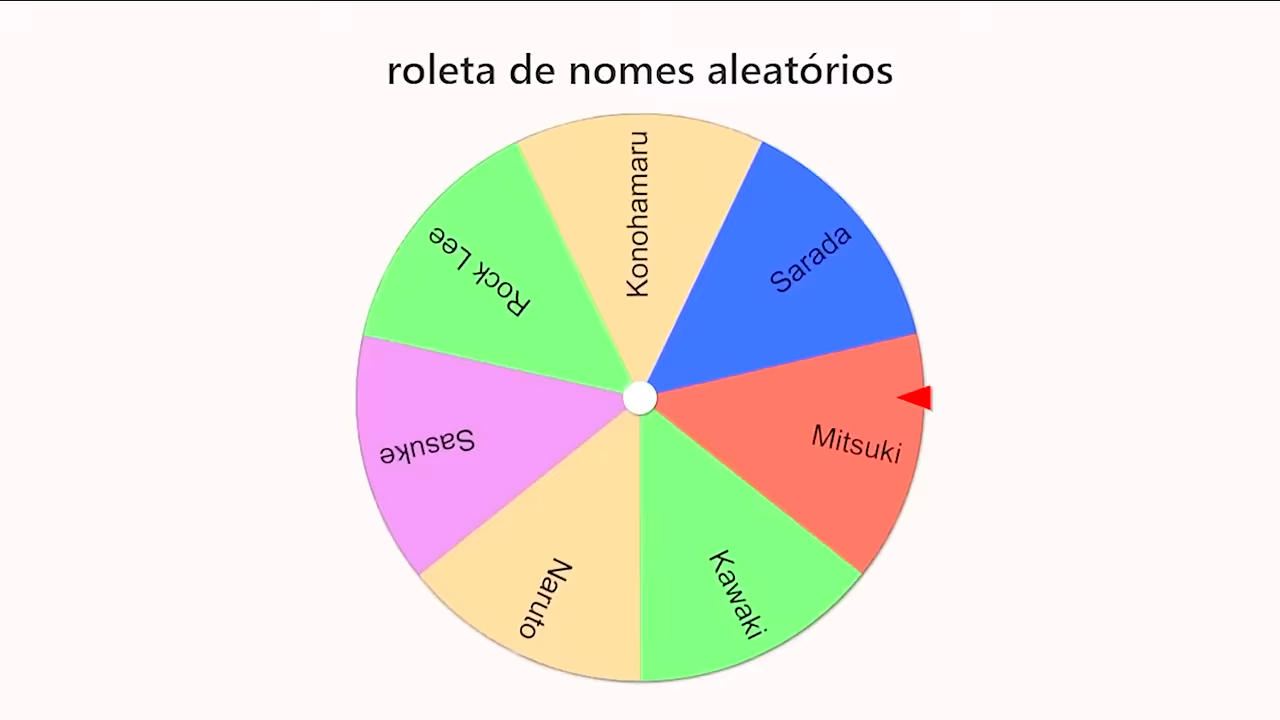 roleta de nomes aleatórios
Konohamaru
Sarada
Mitsuki
Kawaki
Naruto
Sasuke
Rock Lee